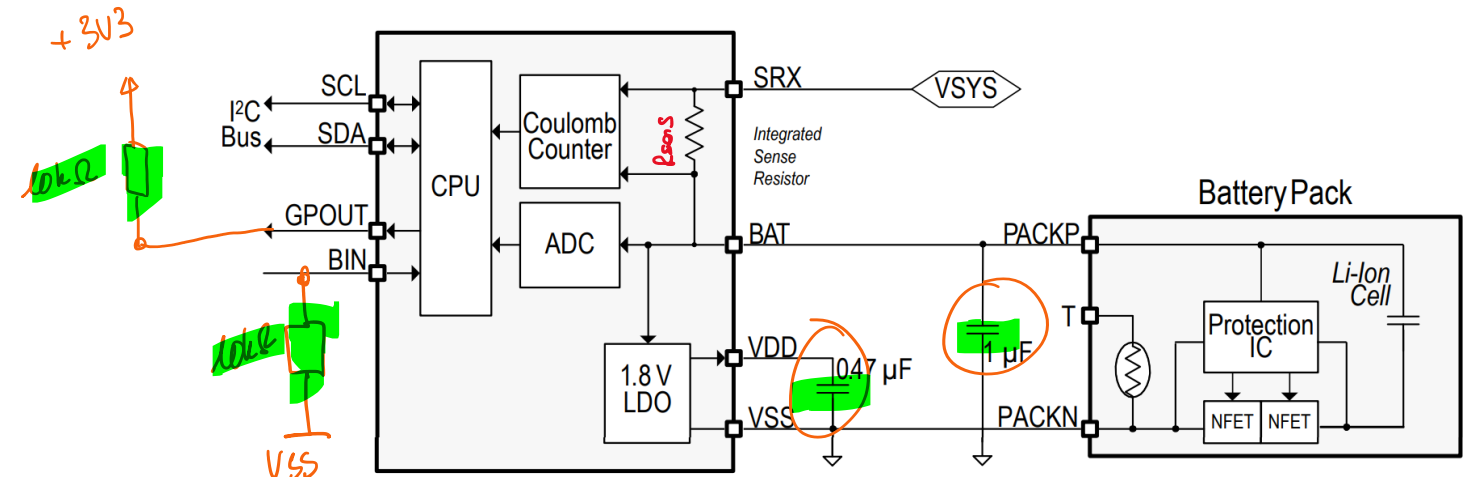 +3V3
10kΩ
I²C
Bus
SCL
SDA
GPOUT
BIN
10kΩ
VSS
CPU
Coulomb
Counter
Rsens
ADC
1.8 V
LDO
SRX
VSYS
Integrated
Sense
Resistor
BAT
VDD
0.47 µF
VSS
1 µF
Battery Pack
PACKP
T
PACKN
Protection
IC
NFET
NFET
Li-Ion
Cell